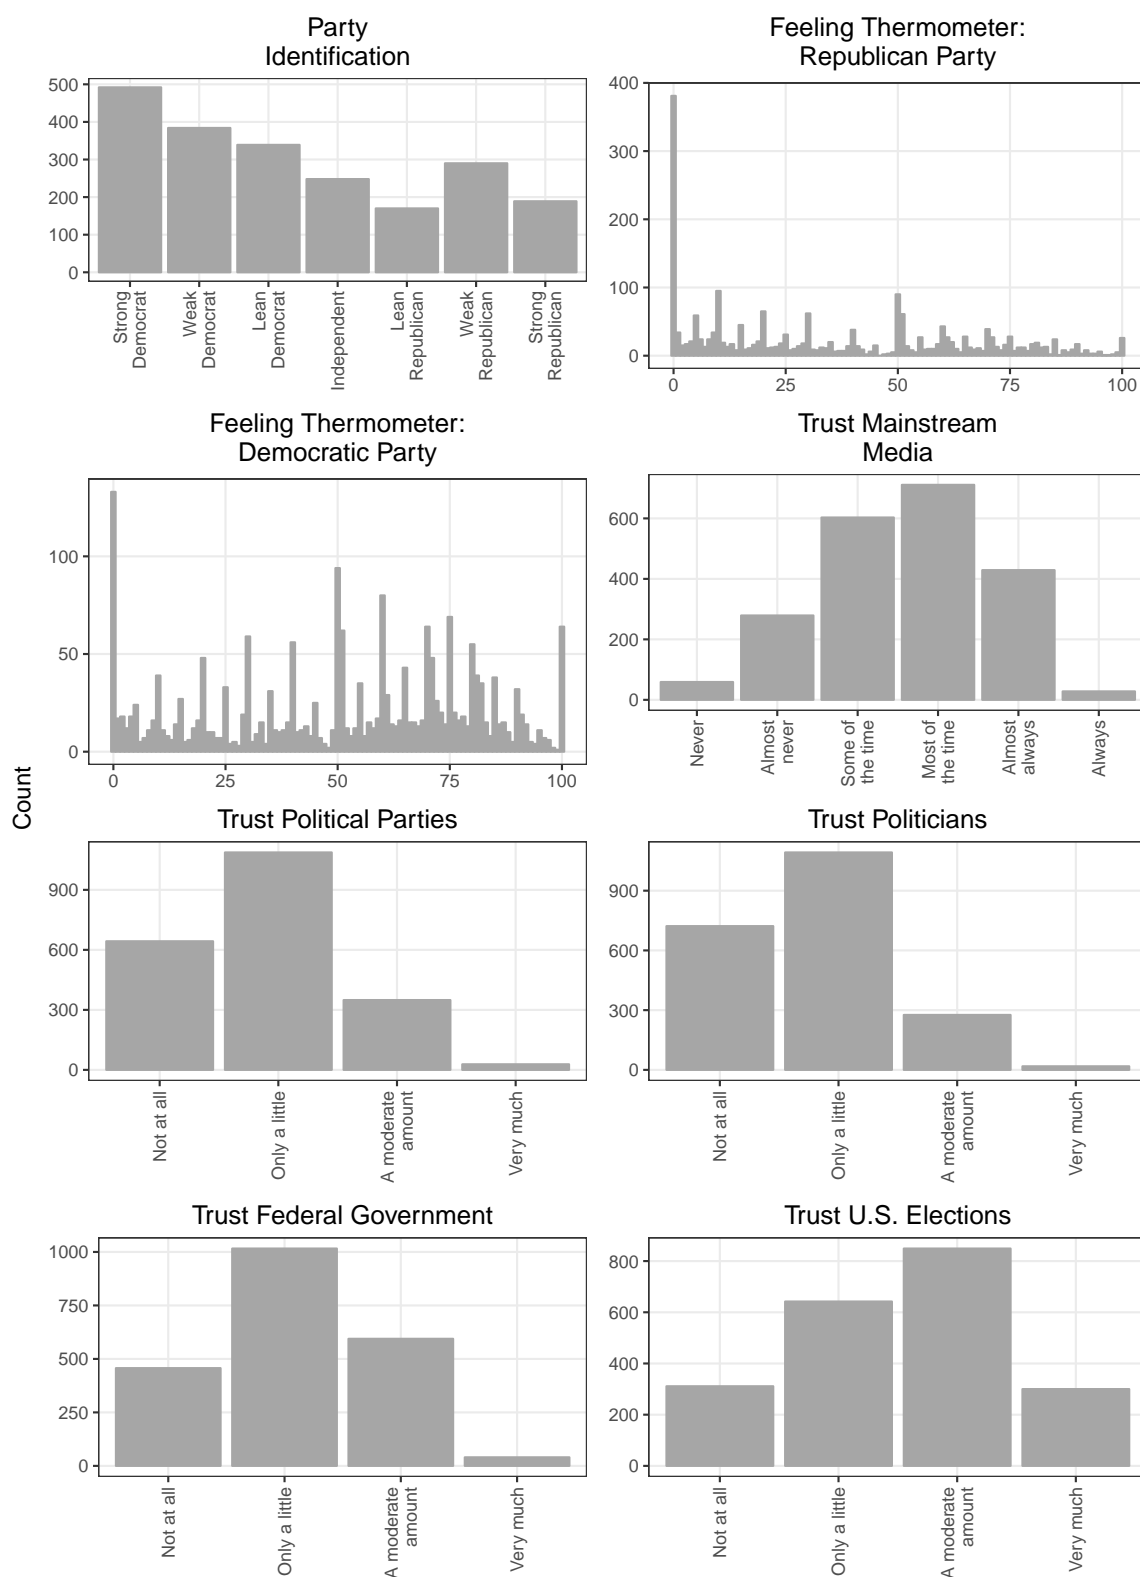 Party
Identification
500
400
300
200
100
0
Strong
Democrat
Weak
Democrat
Lean
Democrat
Independent
Lean
Republican
Weak
Republican
Strong
Republican
Feeling Thermometer:
Republican Party
400
300
200
100
0
0
25
50
75
100
Feeling Thermometer:
Democratic Party
100
50
0
0
25
50
75
100
Trust Mainstream
Media
600
400
200
0
Never
Almost
never
Some of
the time
Most of
the time
Almost
always
Always
Count
Trust Political Parties
900
600
300
0
Not at all
Only a little
A moderate
amount
Very much
Trust Politicians
900
600
300
0
Not at all
Only a little
A moderate
amount
Very much
Trust Federal Government
1000
750
500
250
0
Not at all
Only a little
A moderate
amount
Very much
Trust U.S. Elections
800
600
400
200
0
Not at all
Only a little
A moderate
amount
Very much